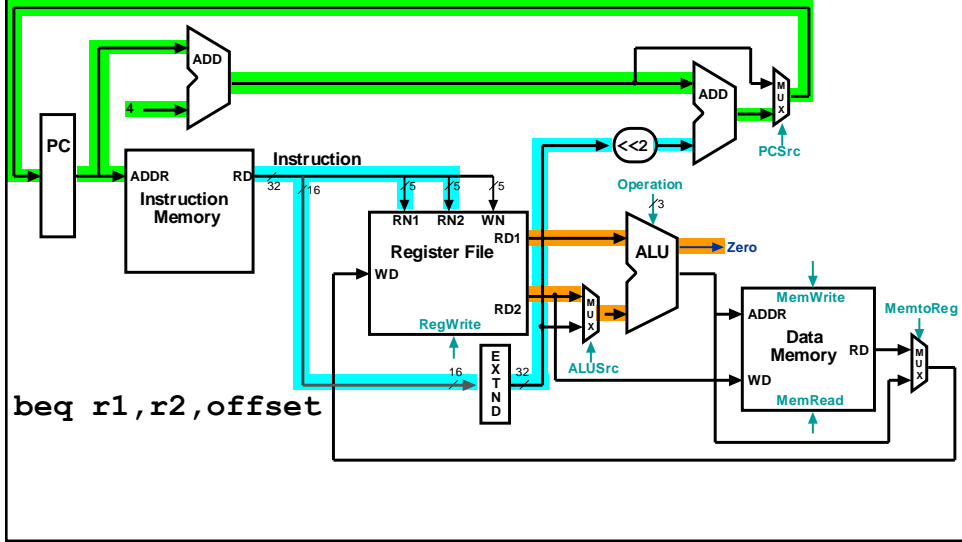 ADD
ADD
M
U
X
4
PC
<<2
PCSrc
Instruction
ADDR
RD
32
16
5
5
5
Operation
3
Instruction
Memory
RN1
RN2
WN
RD1
Register File
ALU
Zero
WD
MemWrite
MemtoReg
RD2
M
U
X
ADDR
RegWrite
Data
Memory
RD
M
U
X
ALUSrc
16
E
X
T
N
D
32
WD
MemRead
beq r1,r2,offset